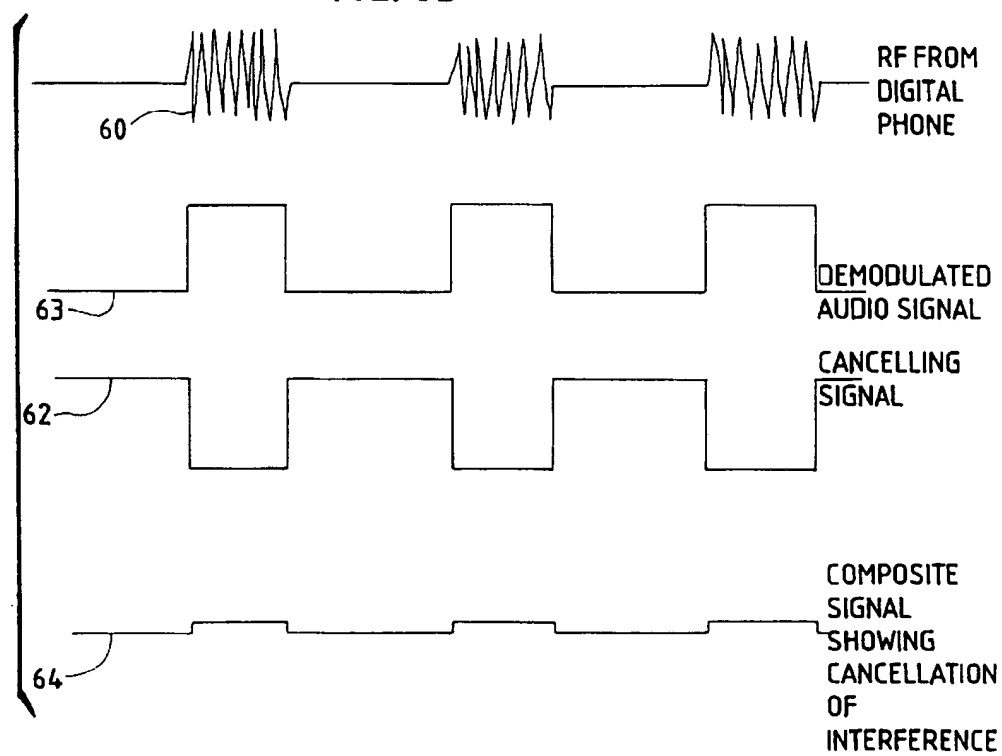 RF FROM
DIGITAL
PHONE
60
DEMODULATED
AUDIO SIGNAL
63
CANCELLING
SIGNAL
62
COMPOSITE
SIGNAL
SHOWING
CANCELLATION
OF
INTERFERENCE
64